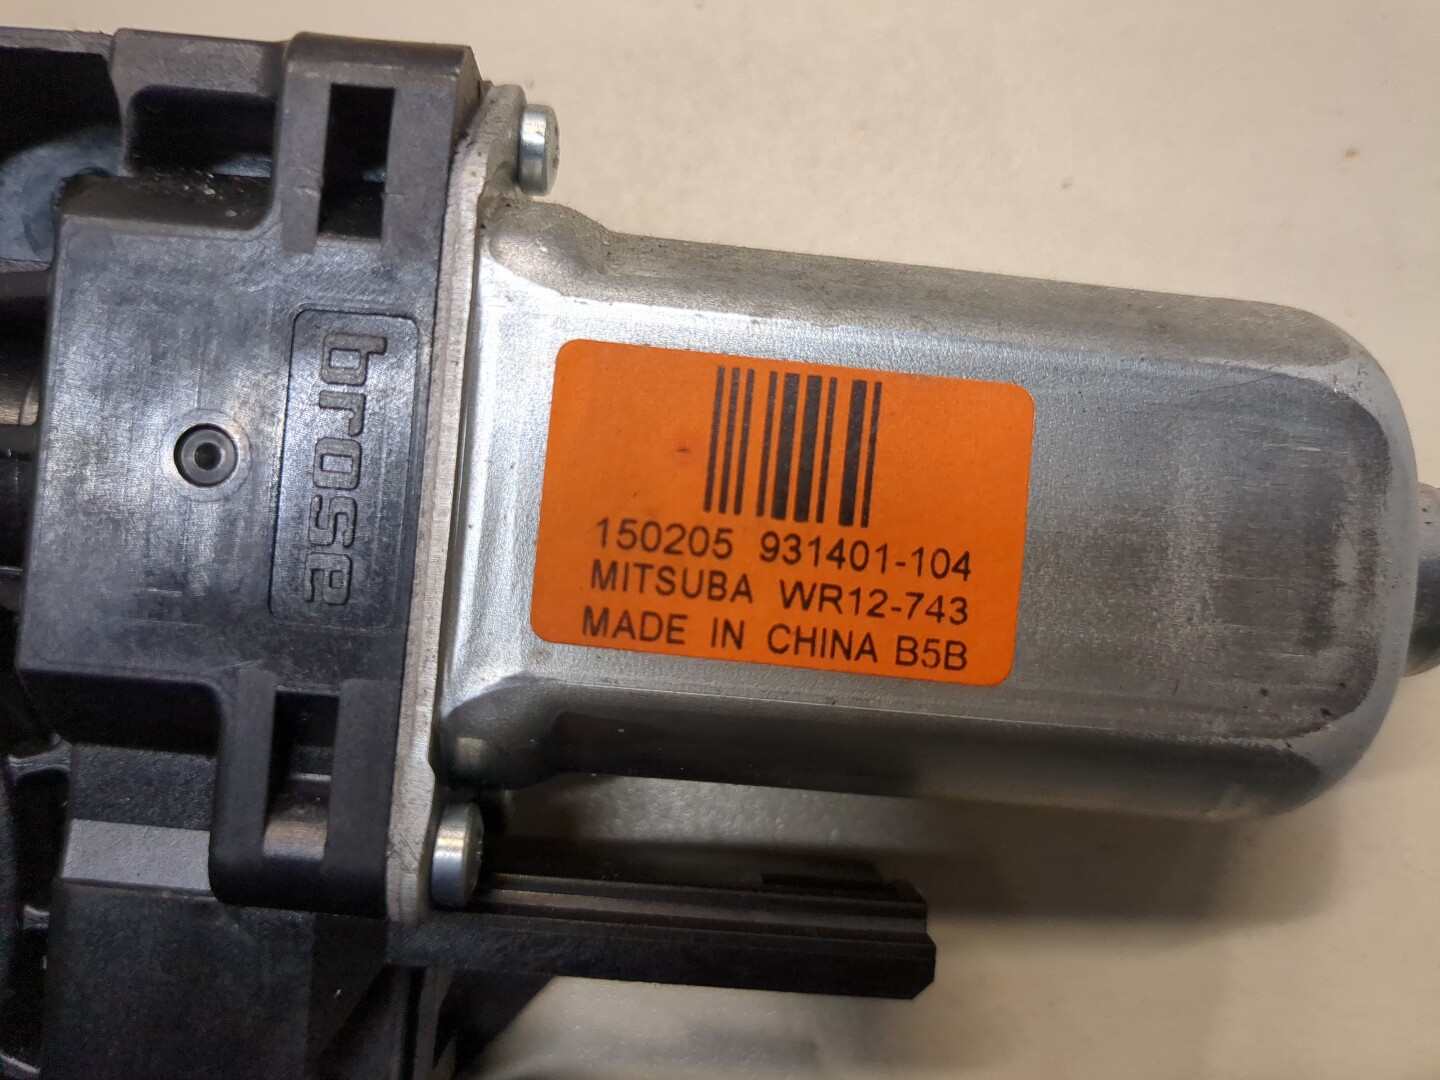 brose
150205 931401-104
MITSUBA WR12-743
MADE IN CHINA B5B